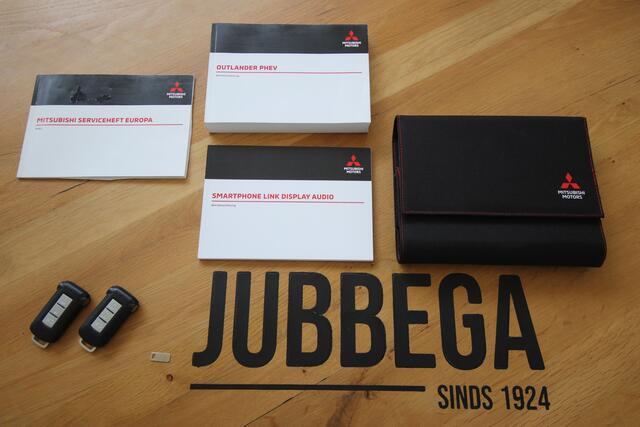 MITSUBISHI
MOTORS
OUTLANDER PHEV
MITSUBISHI
MOTORS
MITSUBISHI SERVICEHEFT EUROPA
MITSUBISHI
MOTORS
SMARTPHONE LINK DISPLAY AUDIO
MITSUBISHI
MOTORS
JUBBEGA
SINDS 1924